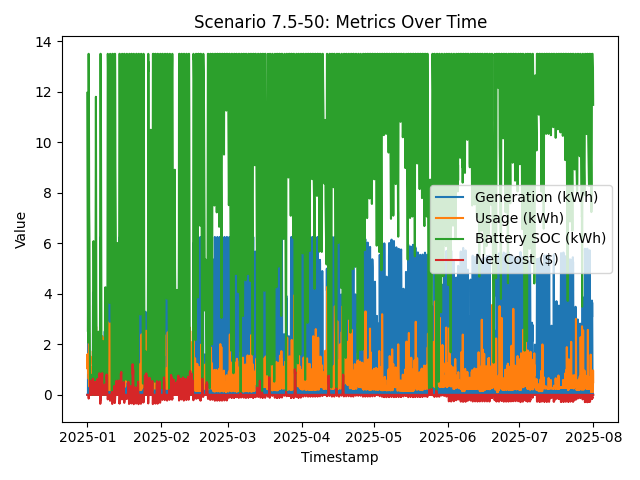 Scenario 7.5-50: Metrics Over Time
Value
14
12
10
8
6
4
2
0
Generation (kWh)
Usage (kWh)
Battery SOC (kWh)
Net Cost ($)
2025-01 2025-02 2025-03 2025-04 2025-05 2025-06 2025-07 2025-08
Timestamp